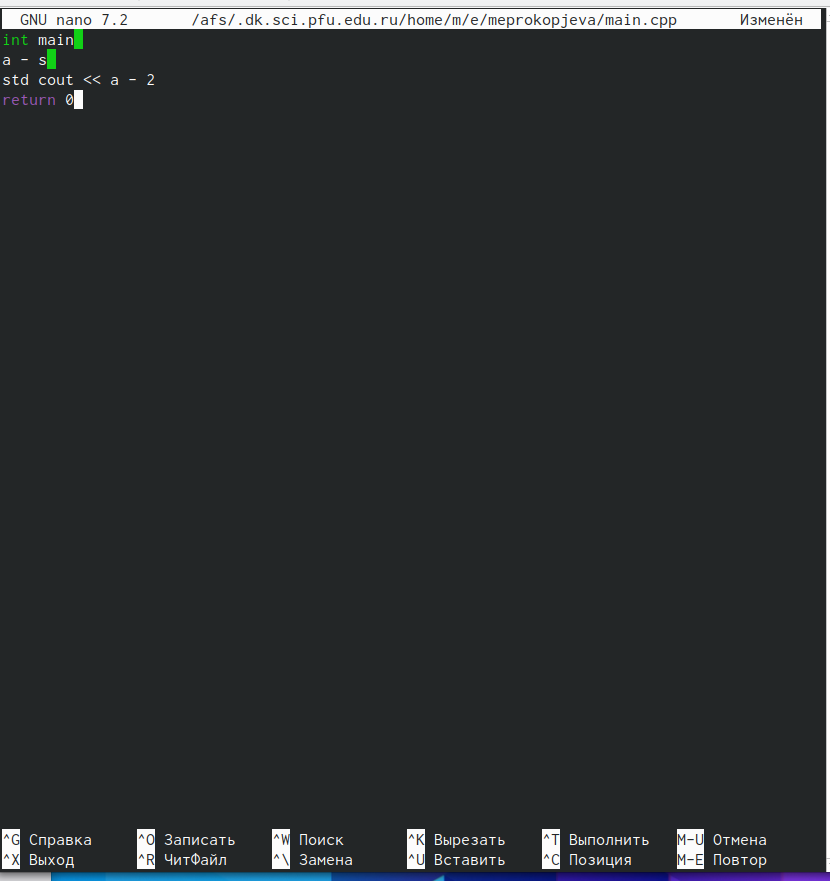 GNU nano 7.2 /afs/.dk.sci.pfu.edu.ru/home/m/e/meprokopjeva/main.cpp Изменён
int main
a - s
std cout << a - 2
return 0
^G Справка ^O Записать ^W Поиск ^K Вырезать ^T Выполнить M-U Отмена
^X Выход ^R ЧитФайл ^\ Замена ^U Вставить ^C Позиция M-E Повтор